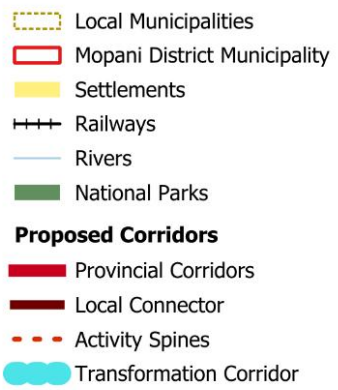 Local Municipalities
Mopani District Municipality
Settlements
Railways
Rivers
National Parks
Proposed Corridors
Provincial Corridors
Local Connector
Activity Spines
Transformation Corridor